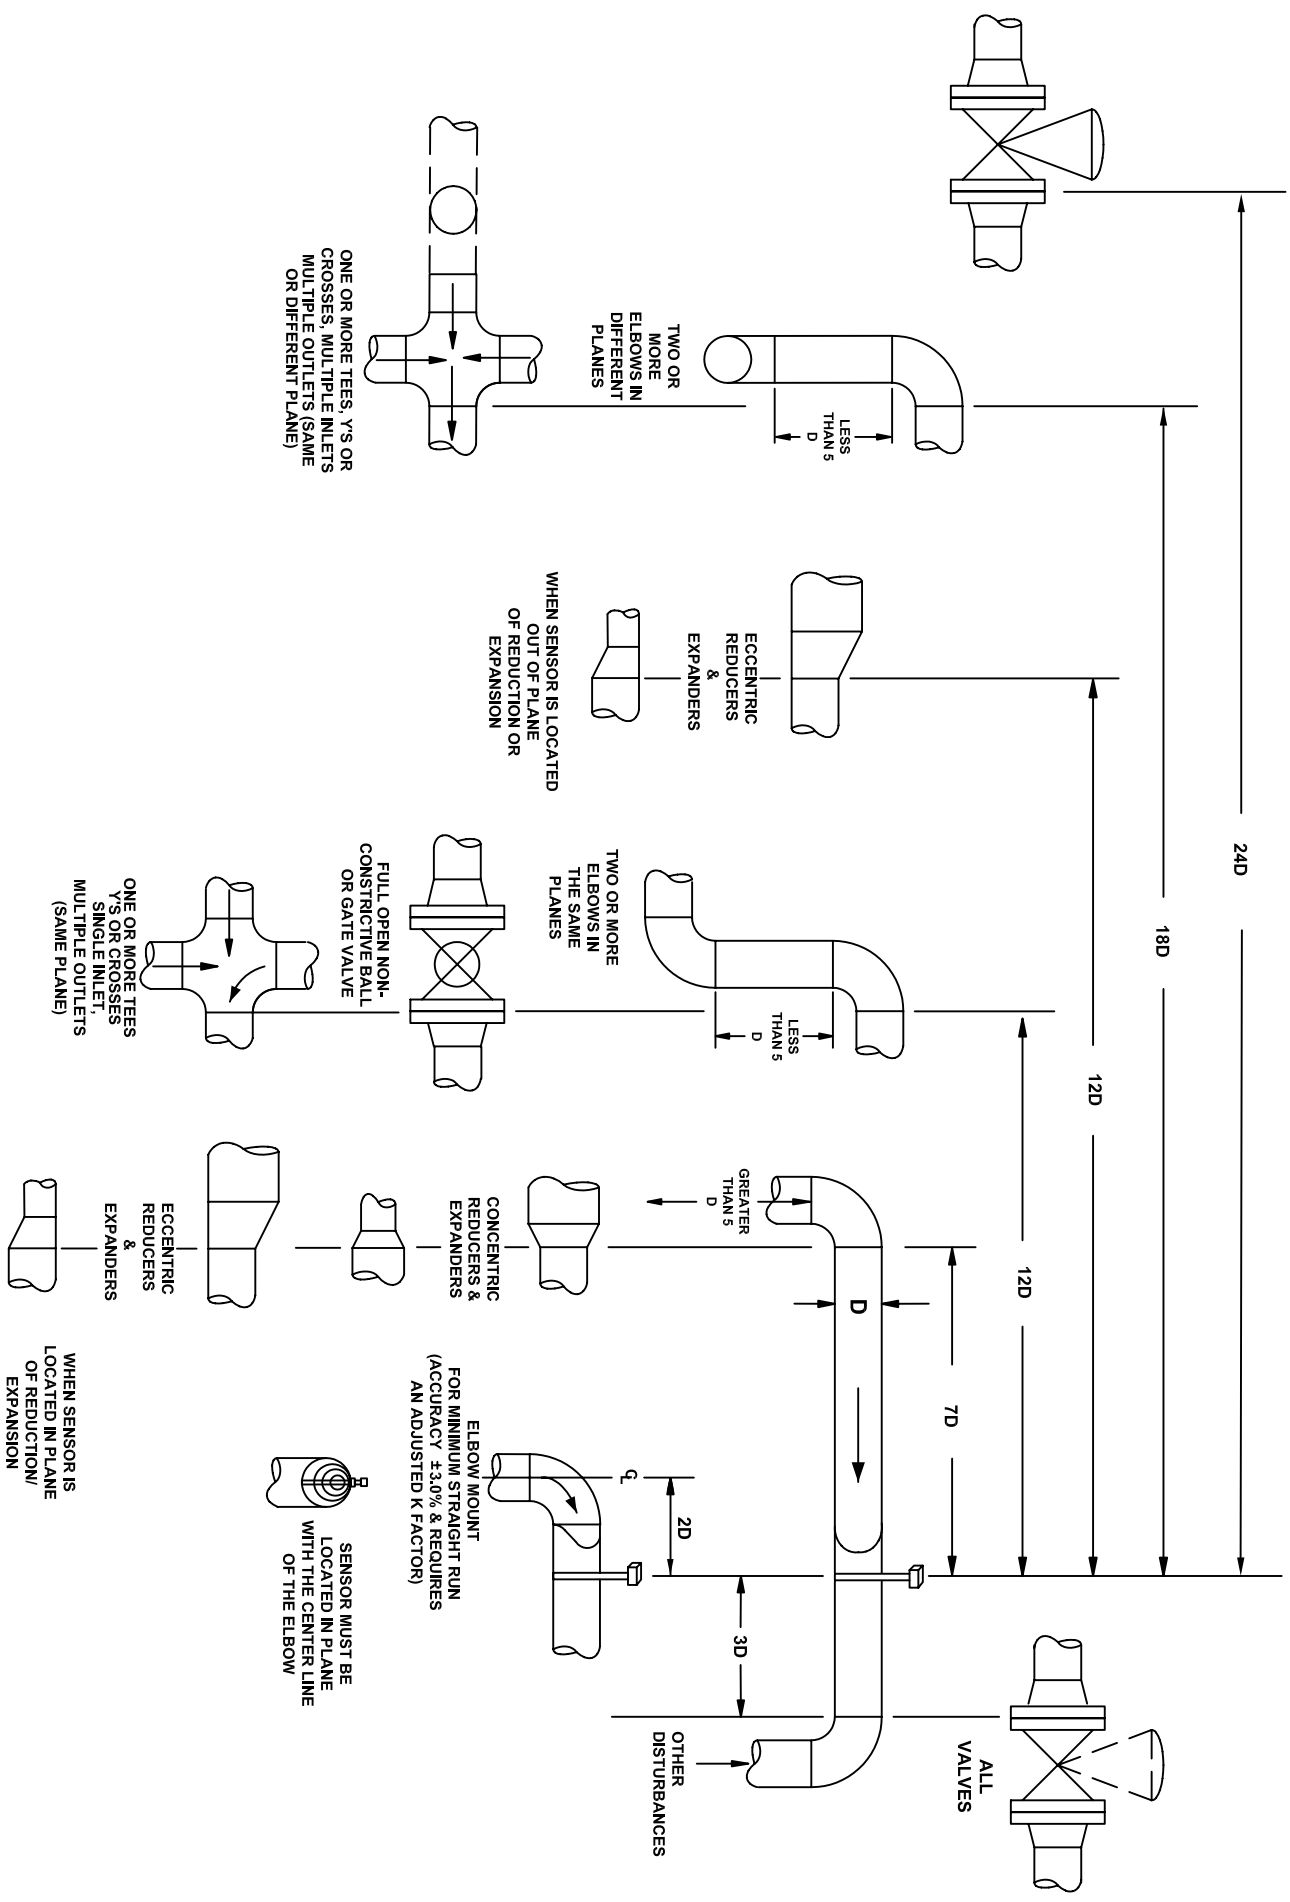 24D
18D
12D
12D
7D
D
2D
3D
ALL
VALVES
OTHER
DISTURBANCES
TWO OR
MORE
ELBOWS IN
DIFFERENT
PLANES
LESS
THAN 5
D
ONE OR MORE TEES, Y'S OR
CROSSES, MULTIPLE INLETS
MULTIPLE OUTLETS (SAME
OR DIFFERENT PLANE)
ECCENTRIC
REDUCERS
&
EXPANDERS
WHEN SENSOR IS LOCATED
OUT OF PLANE
OF REDUCTION OR
EXPANSION
TWO OR MORE
ELBOWS IN
THE SAME
PLANES
LESS
THAN 5
D
FULL OPEN NON-
CONSTRICTIVE BALL
OR GATE VALVE
ONE OR MORE TEES
Y'S OR CROSSES
SINGLE INLET,
MULTIPLE OUTLETS
(SAME PLANE)
GREATER
THAN 5
D
CONCENTRIC
REDUCERS &
EXPANDERS
ECCENTRIC
REDUCERS
&
EXPANDERS
WHEN SENSOR IS
LOCATED IN PLANE
OF REDUCTION/
EXPANSION
CL
ELBOW MOUNT
FOR MINIMUM STRAIGHT RUN
(ACCURACY ±3.0% & REQUIRES
AN ADJUSTED K FACTOR)
SENSOR MUST BE
LOCATED IN PLANE
WITH THE CENTER LINE
OF THE ELBOW